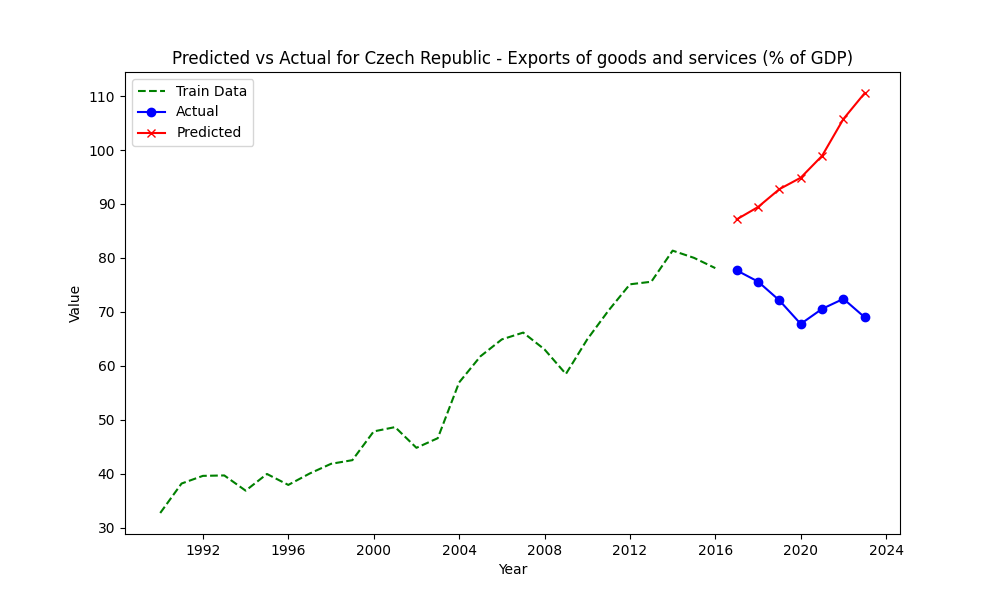 Predicted vs Actual for Czech Republic - Exports of goods and services (% of GDP)
Train Data
Actual
Predicted
Value
110
100
90
80
70
60
50
40
30
1992 1996 2000 2004 2008 2012 2016 2020 2024
Year